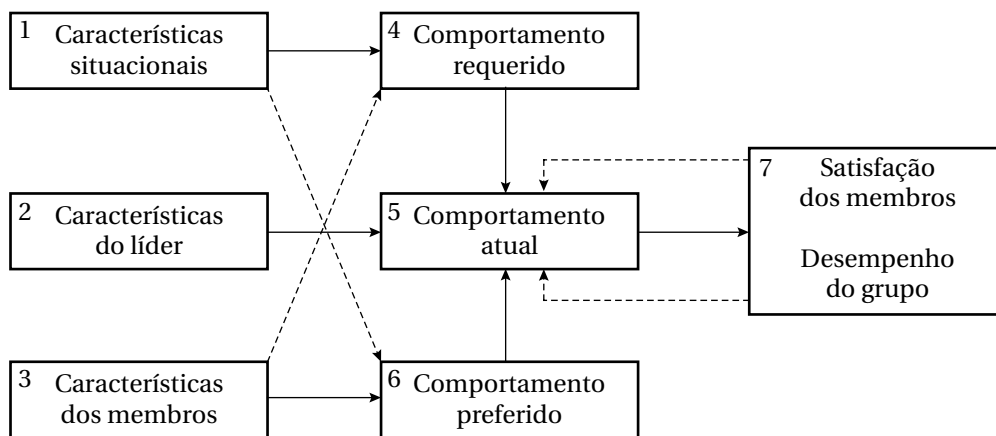 1 Características
situacionais
4 Comportamento
requerido
2 Características
do líder
5 Comportamento
atual
7 Satisfação
dos membros
Desempenho
do grupo
3 Características
dos membros
6 Comportamento
preferido